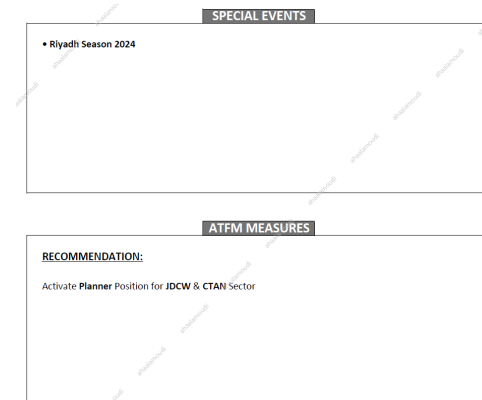 SPECIAL EVENTS
• Riyadh Season 2024
ATFM MEASURES
RECOMMENDATION:
Activate Planner Position for JDCW & CTAN Sector